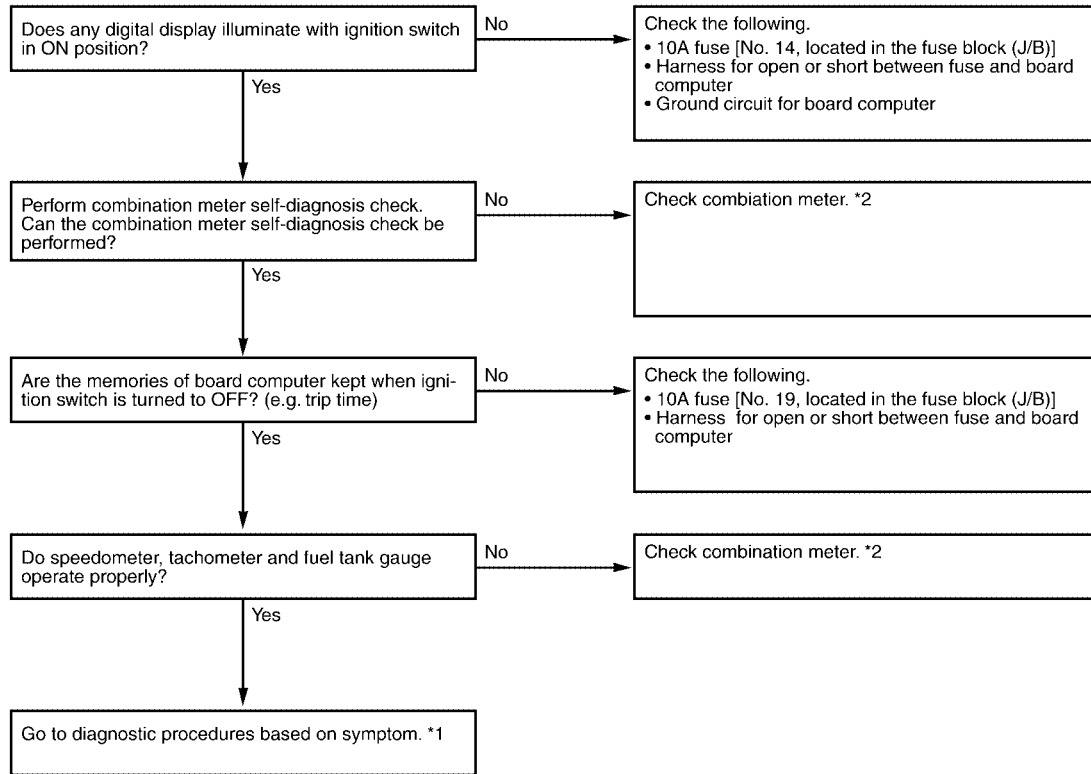 Does any digital display illuminate with ignition switch
in ON position?
No
Check the following.
• 10A fuse [No. 14, located in the fuse block (J/B)]
• Harness for open or short between fuse and board
computer
• Ground circuit for board computer
Yes
Perform combination meter self-diagnosis check.
Can the combination meter self-diagnosis check be
performed?
No
Check combiation meter. *2
Yes
Are the memories of board computer kept when igni-
tion switch is turned to OFF? (e.g. trip time)
No
Check the following.
• 10A fuse [No. 19, located in the fuse block (J/B)]
• Harness for open or short between fuse and board
computer
Yes
Do speedometer, tachometer and fuel tank gauge
operate properly?
No
Check combination meter. *2
Yes
Go to diagnostic procedures based on symptom. *1